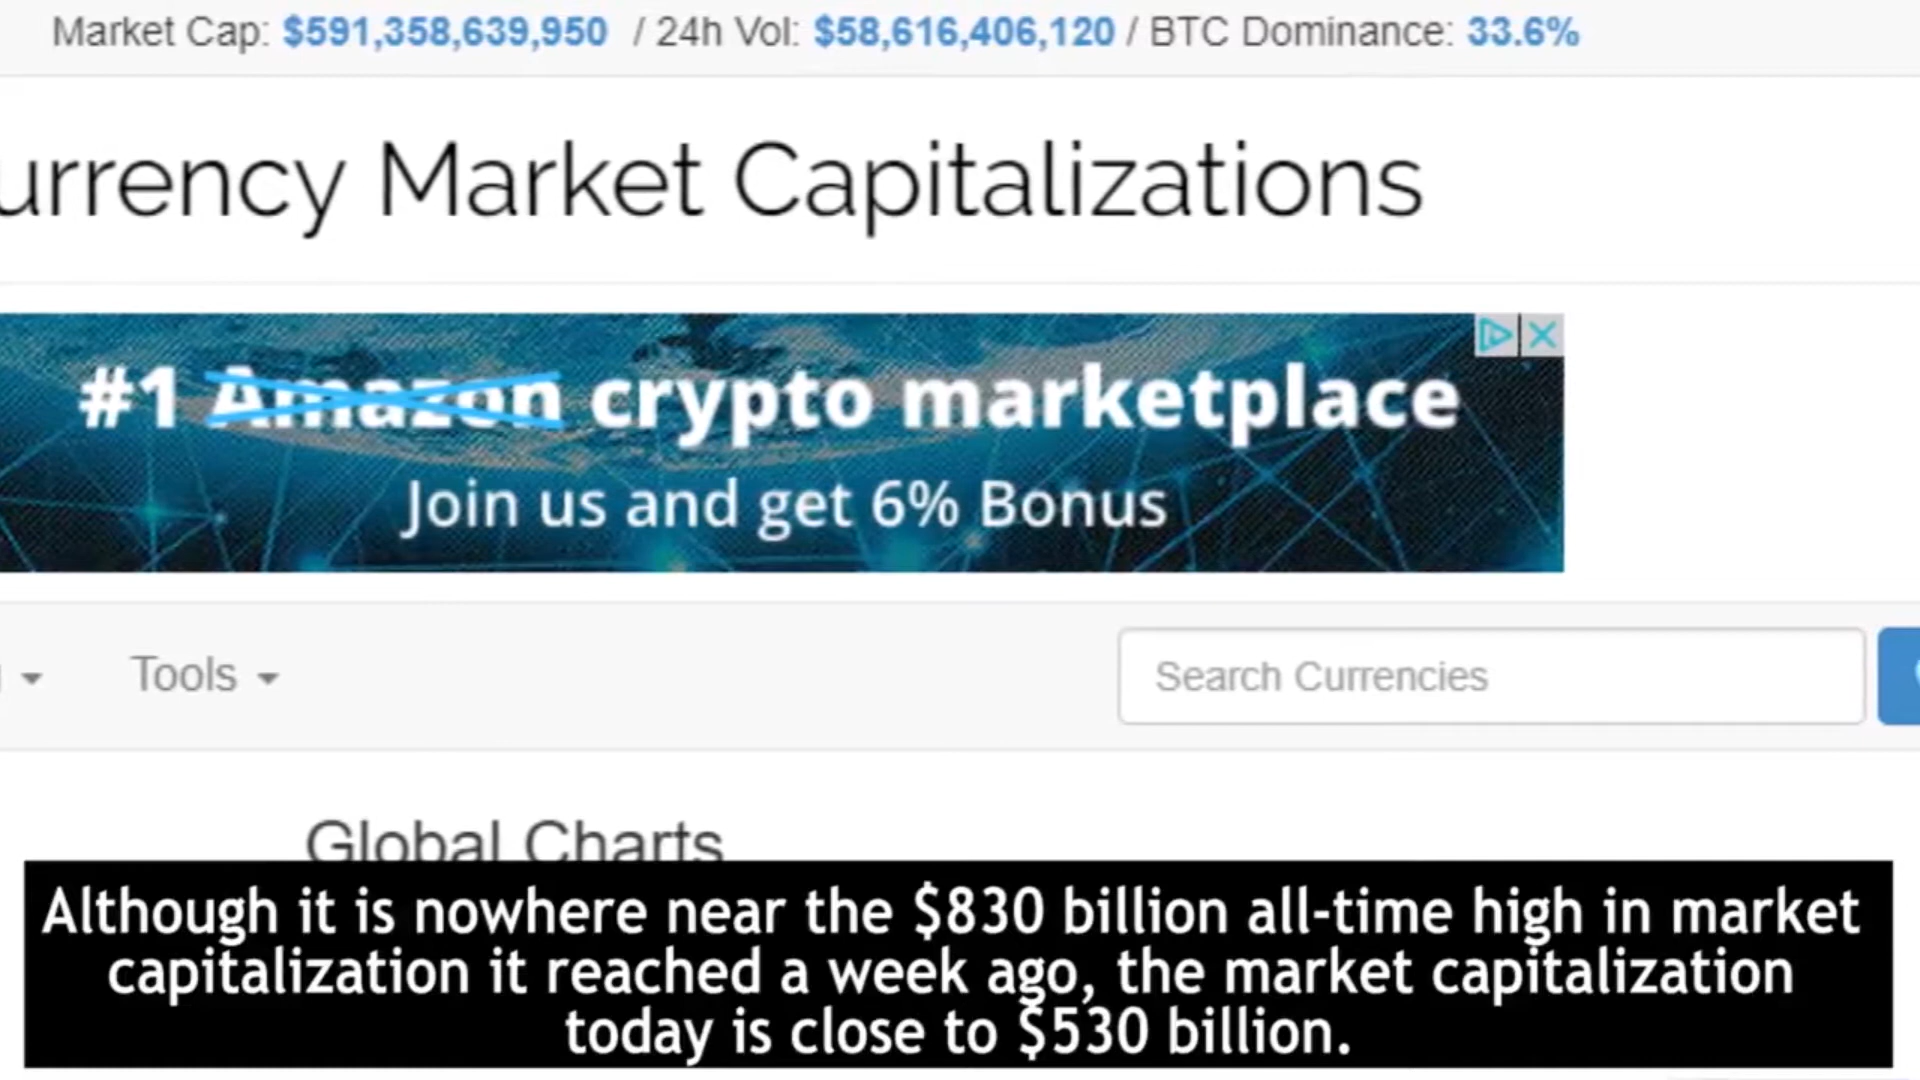 Market Cap: $591,358,639,950 / 24h Vol: $58,616,406,120 / BTC Dominance: 33.6%
urrency Market Capitalizations
#1 Amazon crypto marketplace
Join us and get 6% Bonus
Tools
Search Currencies
Global Charts
Although it is nowhere near the $830 billion all-time high in market
capitalization it reached a week ago, the market capitalization
today is close to $530 billion.